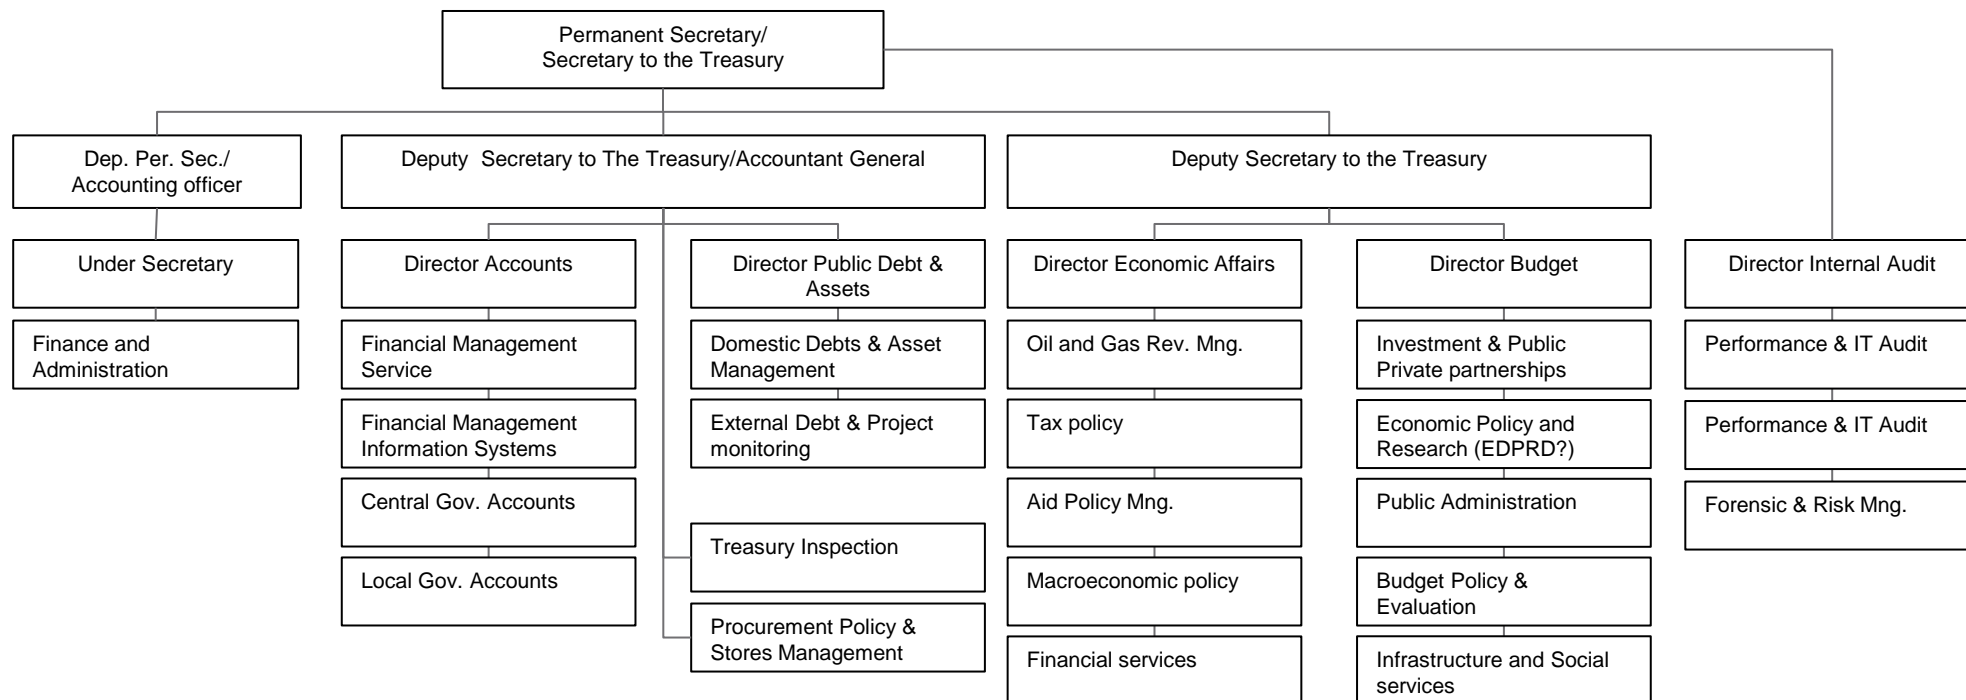 Permanent Secretary/
Secretary to the Treasury
Dep. Per. Sec./
Accounting officer
Deputy  Secretary to The Treasury/Accountant General
Deputy Secretary to the Treasury
Under Secretary
Director Accounts
Director Public Debt &
Assets
Director Economic Affairs
Director Budget
Director Internal Audit
Finance and
Administration
Financial Management
Service
Domestic Debts & Asset
Management
Oil and Gas Rev. Mng.
Investment & Public
Private partnerships
Performance & IT Audit
Financial Management
Information Systems
External Debt & Project
monitoring
Tax policy
Economic Policy and
Research (EDPRD?)
Performance & IT Audit
Central Gov. Accounts
Aid Policy Mng.
Public Administration
Forensic & Risk Mng.
Treasury Inspection
Local Gov. Accounts
Macroeconomic policy
Budget Policy &
Evaluation
Procurement Policy &
Stores Management
Financial services
Infrastructure and Social
services